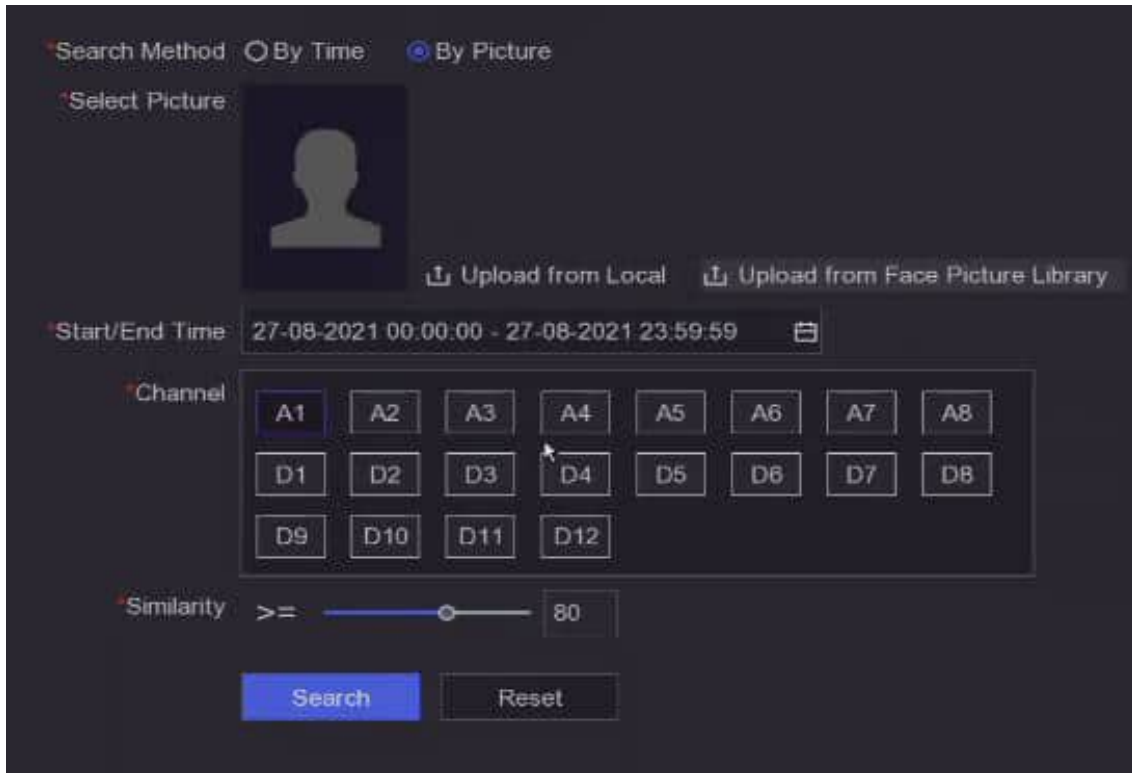 *Search Method By Time By Picture
*Select Picture
Upload from Local Upload from Face Picture Library
*Start/End Time 27-08-2021 00:00:00 - 27-08-2021 23:59:59
*Channel
A1 A2 A3 A4 A5 A6 A7 A8
D1 D2 D3 D4 D5 D6 D7 D8
D9 D10 D11 D12
*Similarity >= 80
Search Reset